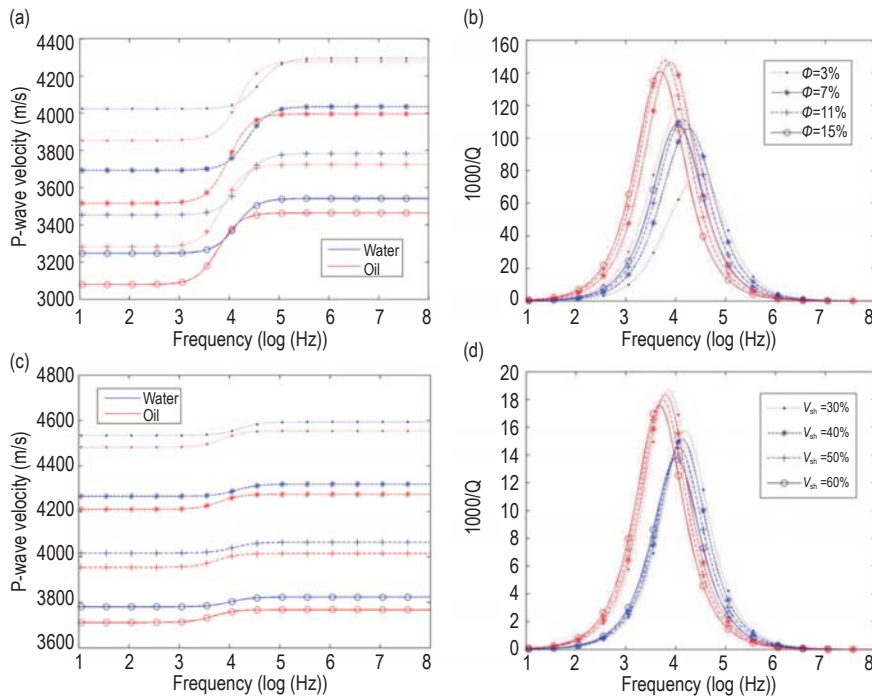 (a)
4400
4200
4000
3800
3600
3400
3200
3000
P-wave velocity (m/s)
Water
Oil
1 2 3 4 5 6 7 8
Frequency (log (Hz))
(b)
160
140
120
100
80
60
40
20
0
1000/Q
Φ=3%
Φ=7%
Φ=11%
Φ=15%
1 2 3 4 5 6 7 8
Frequency (log (Hz))
(c)
4800
4600
4400
4200
4000
3800
3600
P-wave velocity (m/s)
Water
Oil
1 2 3 4 5 6 7 8
Frequency (log (Hz))
(d)
20
18
16
14
12
10
8
6
4
2
0
1000/Q
Vsh =30%
Vsh =40%
Vsh =50%
Vsh =60%
1 2 3 4 5 6 7 8
Frequency (log (Hz))